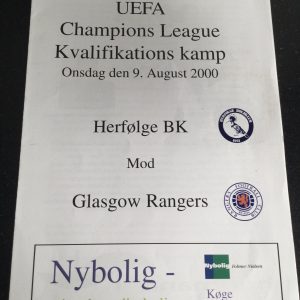 UEFA
Champions League
Kvalifikations kamp
Onsdag den 9. August 2000
Herfølge BK
Mod
Glasgow Rangers
Nybolig -
Nybolig
Køge